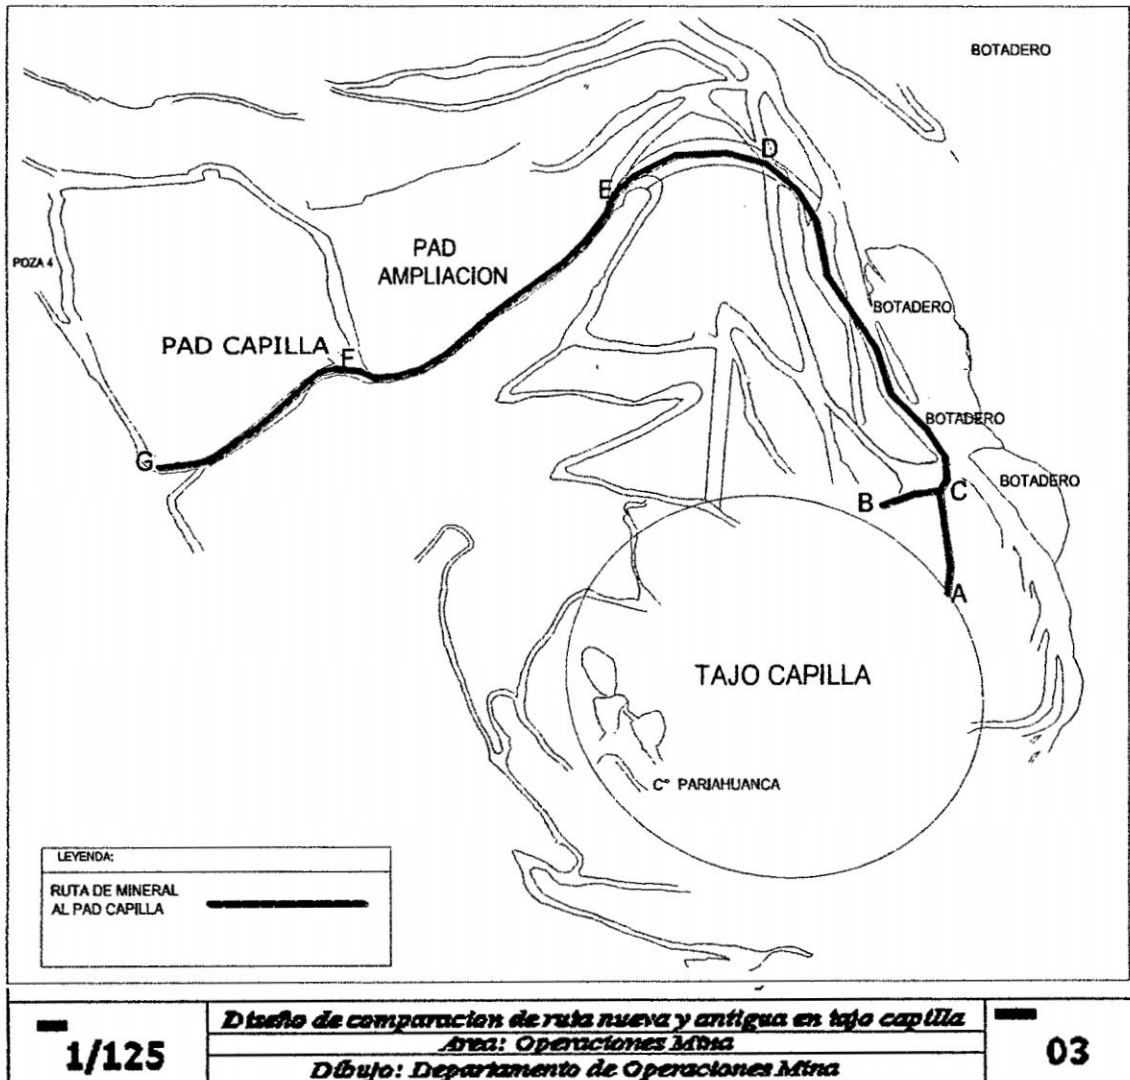 BOTADERO
D
E
PAD
AMPLIACION
POZA 4
BOTADERO
PAD CAPILLA
F
BOTADERO
G
BOTADERO
B
C
A
TAJO CAPILLA
C° PARIAHUANCA
LEYENDA:
RUTA DE MINERAL
AL PAD CAPILLA
1/125
Diseño de comparacion de ruta nueva y antigua en tajo capilla
Area: Operaciones Mina
Dibujo: Departamento de Operaciones Mina
03